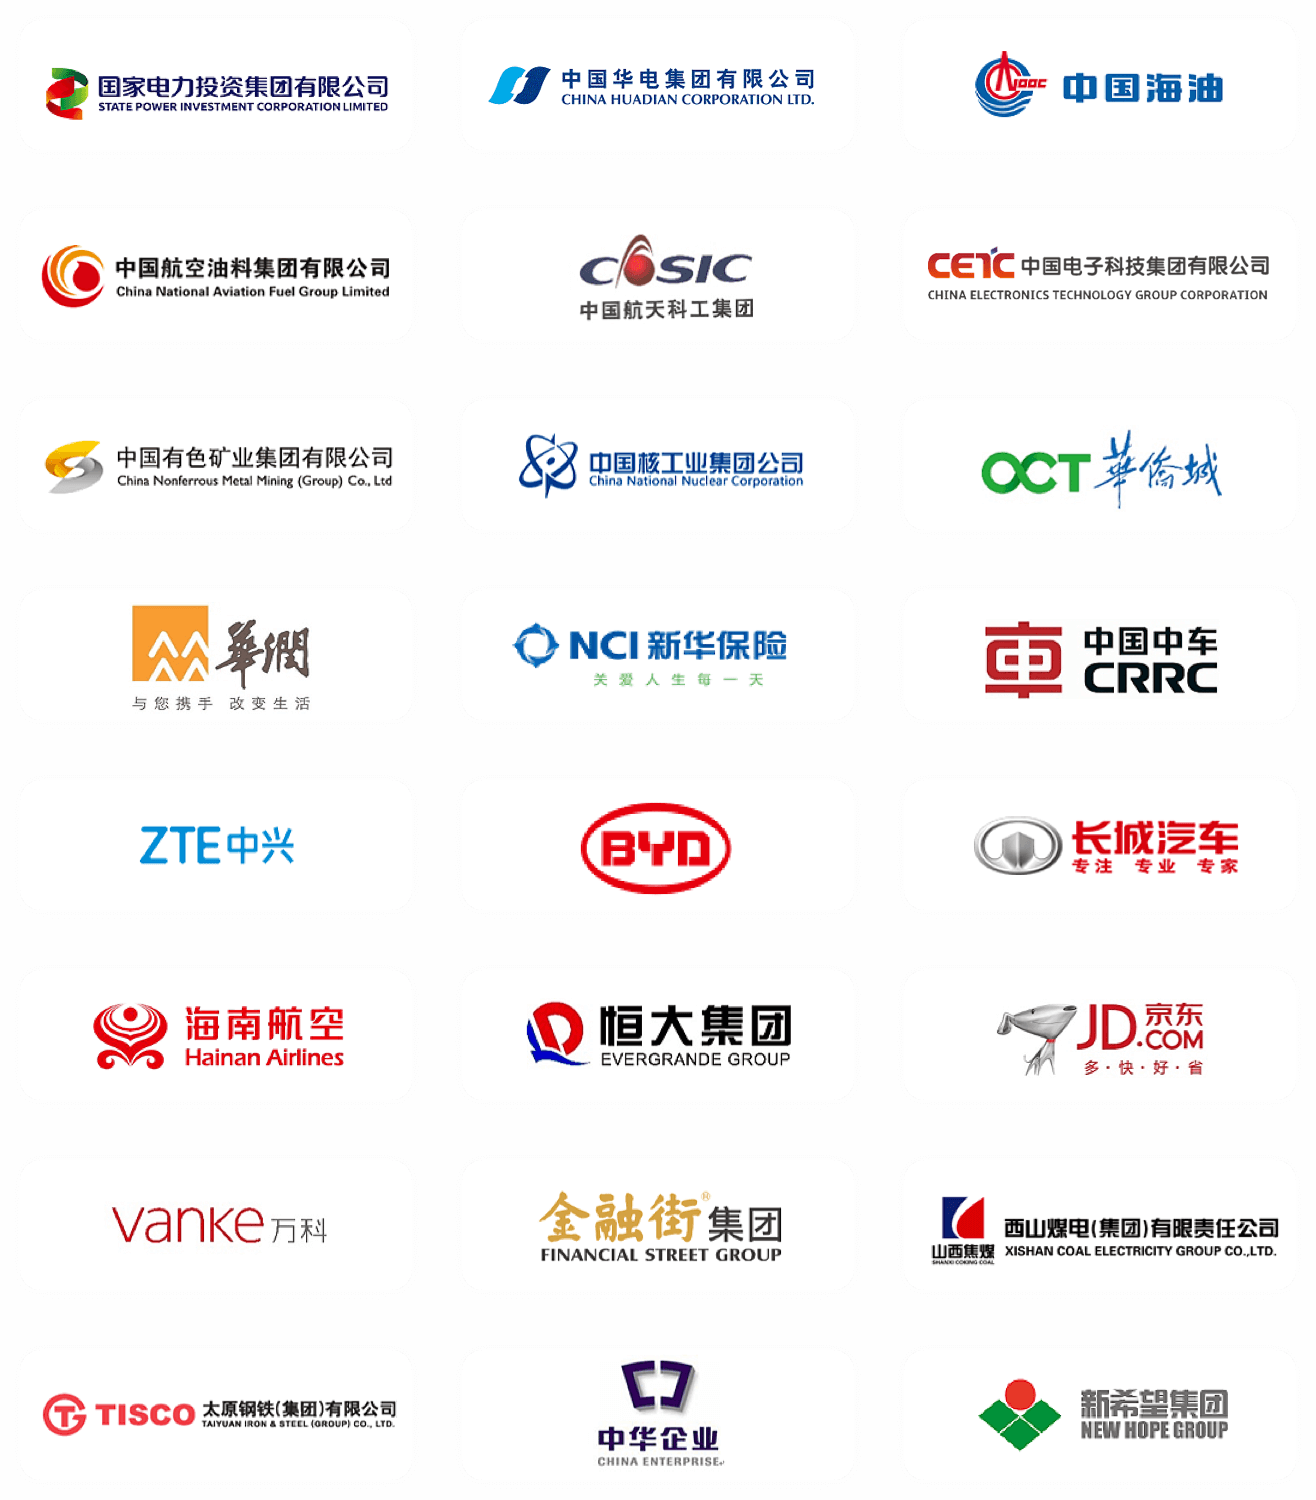 国家电力投资集团有限公司
STATE POWER INVESTMENT CORPORATION LIMITED
中国华电集团有限公司
CHINA HUADIAN CORPORATION LTD.
CNOOC 中国海油
中国航空油料集团有限公司
China National Aviation Fuel Group Limited
CASIC
中国航天科工集团
CETC 中国电子科技集团有限公司
CHINA ELECTRONICS TECHNOLOGY GROUP CORPORATION
中国有色矿业集团有限公司
China Nonferrous Metal Mining (Group) Co., Ltd
中国核工业集团公司
China National Nuclear Corporation
OCT 華僑城
華潤
与您携手 改变生活
NCI 新华保险
关爱人生每一天
中国中车
CRRC
ZTE中兴
BYD
长城汽车
专注 专业 专家
海南航空
Hainan Airlines
恒大集团
EVERGRANDE GROUP
JD.京东
.COM
多·快·好·省
vanke 万科
金融街®集团
FINANCIAL STREET GROUP
山西焦煤
SHANXI COKING COAL
西山煤电(集团)有限责任公司
XISHAN COAL ELECTRICITY GROUP CO.,LTD.
TISCO 太原钢铁(集团)有限公司
TAIYUAN IRON & STEEL (GROUP) CO., LTD.
中华企业
CHINA ENTERPRISE
新希望集团
NEW HOPE GROUP